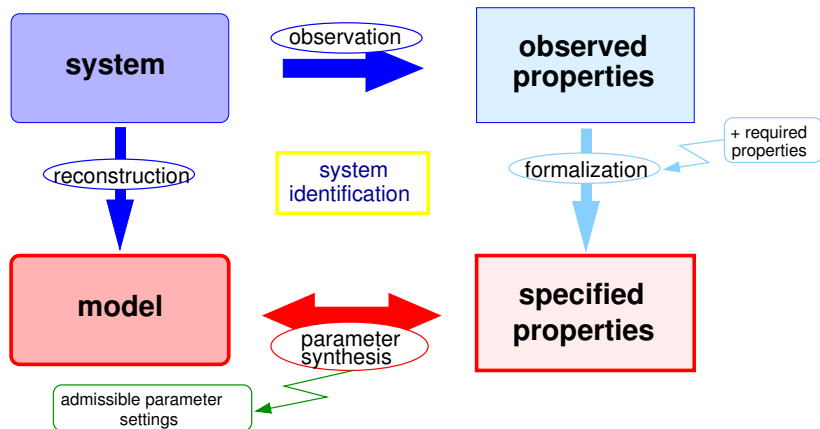 system
observation
observed
properties
+ required
properties
reconstruction
system
identification
formalization
model
parameter
synthesis
specified
properties
admissible parameter
settings